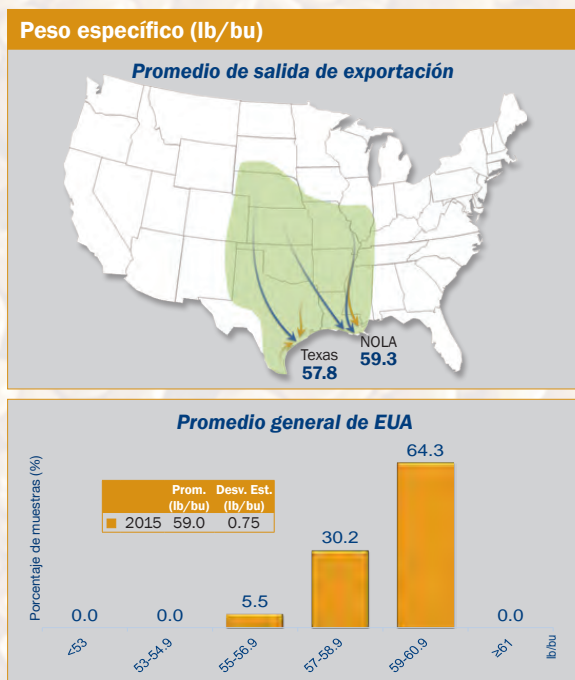 Peso específico (lb/bu)
Promedio de salida de exportación
Texas
57.8
NOLA
59.3
Promedio general de EUA
Porcentaje de muestras (%)
Prom. Desv. Est.
(lb/bu) (lb/bu)
2015 59.0 0.75
0.0 0.0 5.5 30.2 64.3 0.0
<53 53-54.9 55-56.9 57-58.9 59-60.9 ≥61 lb/bu